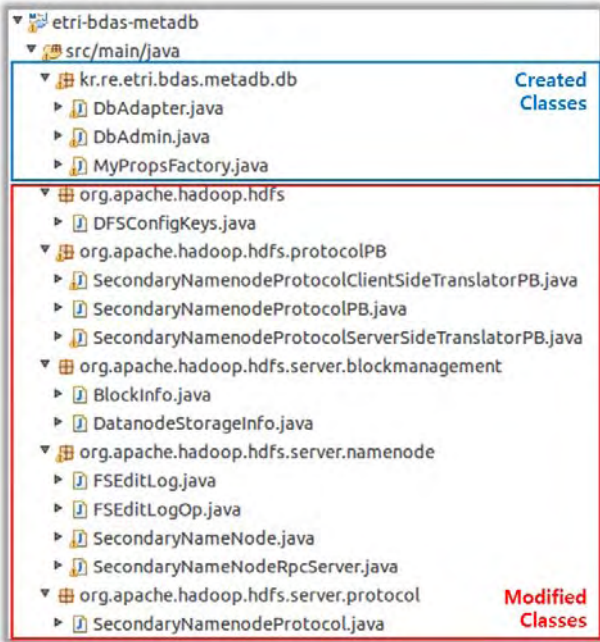 etri-bdas-metadb
src/main/java
kr.re.etri.bdas.metadb.db
Created
Classes
DbAdapter.java
DbAdmin.java
MyPropsFactory.java
org.apache.hadoop.hdfs
DFSConfigKeys.java
org.apache.hadoop.hdfs.protocolPB
SecondaryNamenodeProtocolClientSideTranslatorPB.java
SecondaryNamenodeProtocolPB.java
SecondaryNamenodeProtocolServerSideTranslatorPB.java
org.apache.hadoop.hdfs.server.blockmanagement
BlockInfo.java
DatanodeStorageInfo.java
org.apache.hadoop.hdfs.server.namenode
FSEditLog.java
FSEditLogOp.java
SecondaryNameNode.java
SecondaryNameNodeRpcServer.java
org.apache.hadoop.hdfs.server.protocol
SecondaryNamenodeProtocol.java
Modified
Classes